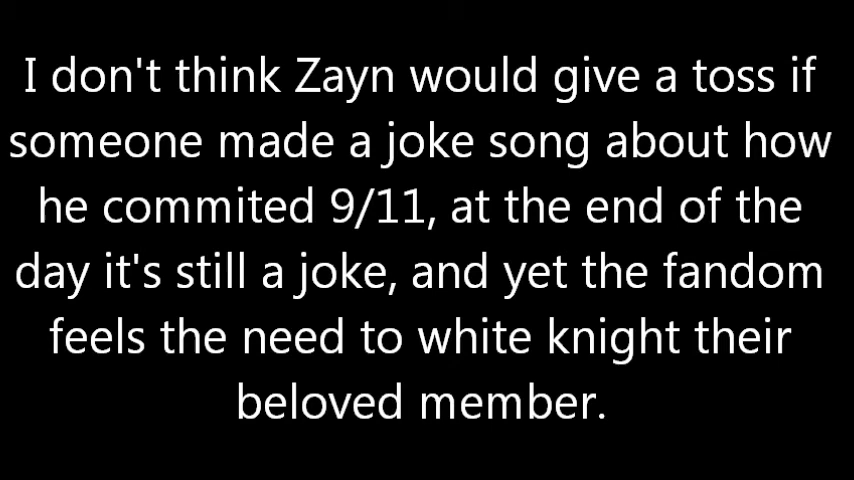 I don't think Zayn would give a toss if
someone made a joke song about how
he commited 9/11, at the end of the
day it's still a joke, and yet the fandom
feels the need to white knight their
beloved member.